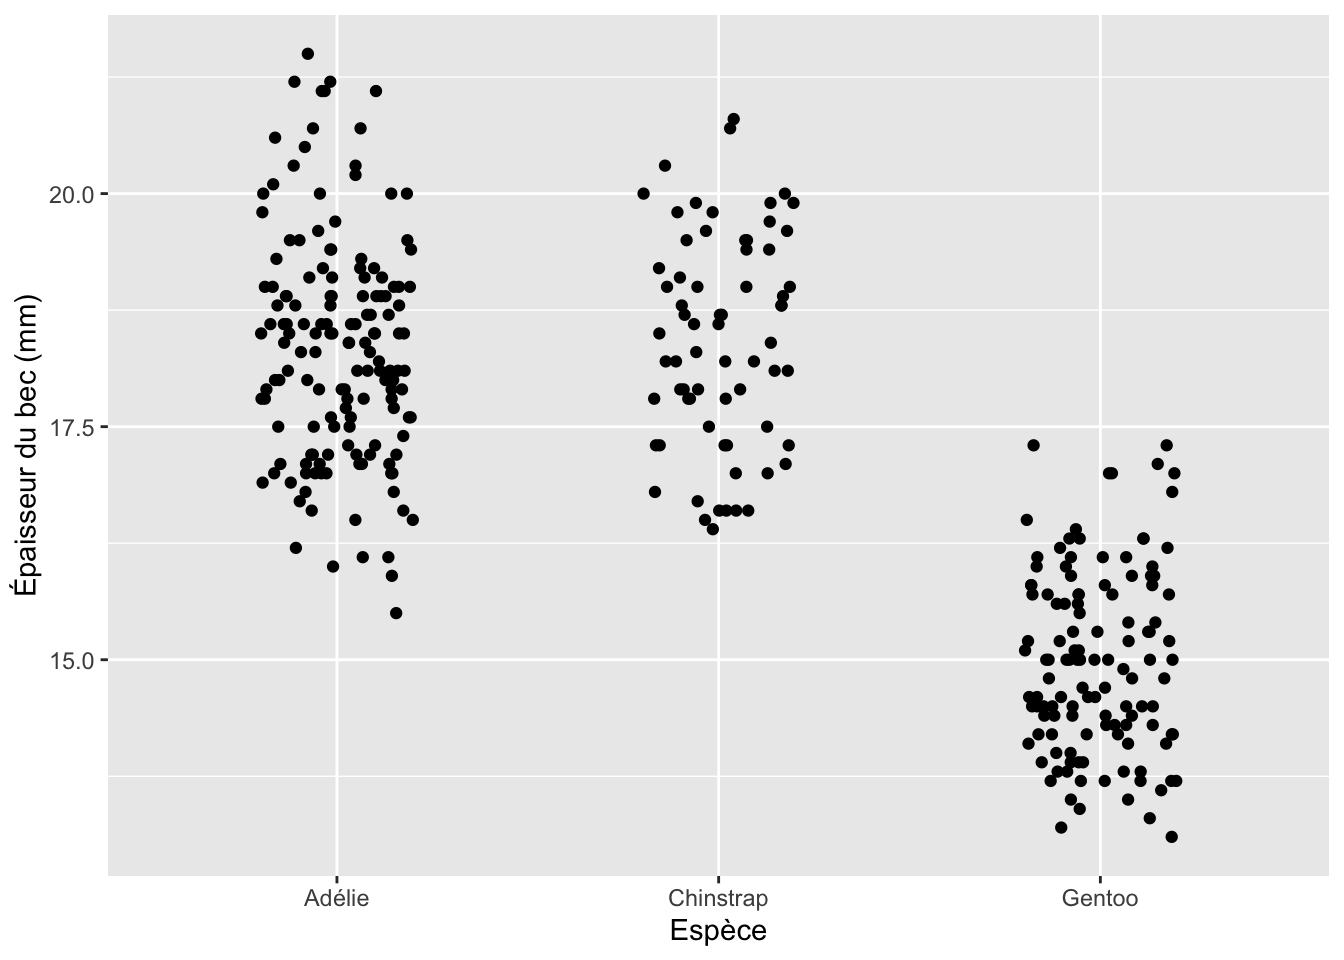 Épaisseur du bec (mm)
20.0
17.5
15.0
Adélie
Chinstrap
Gentoo
Espèce